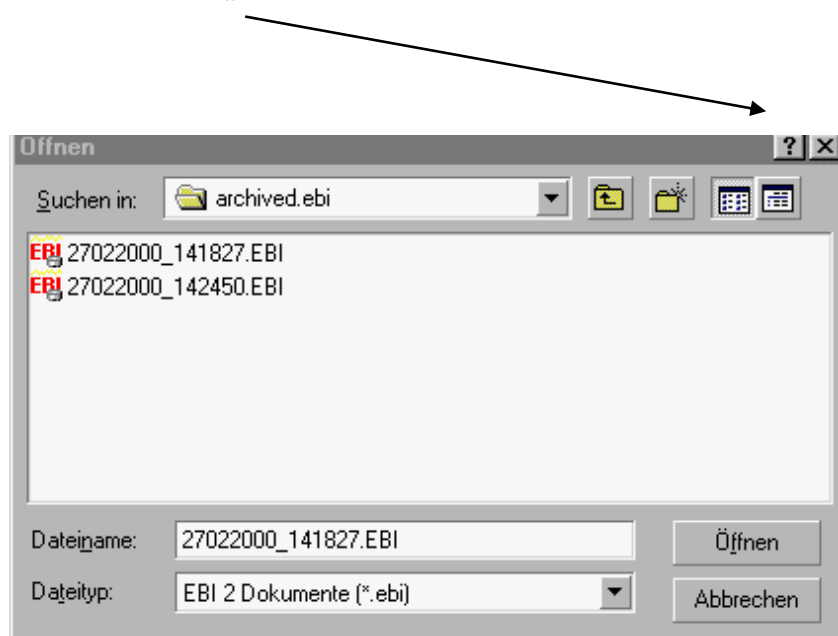 Offnen
Suchen in: archived.ebi
EBI 27022000_141827.EBI
EBI 27022000_142450.EBI
Dateiname: 27022000_141827.EBI Öffnen
Dateityp: EBI 2 Dokumente (*.ebi) Abbrechen